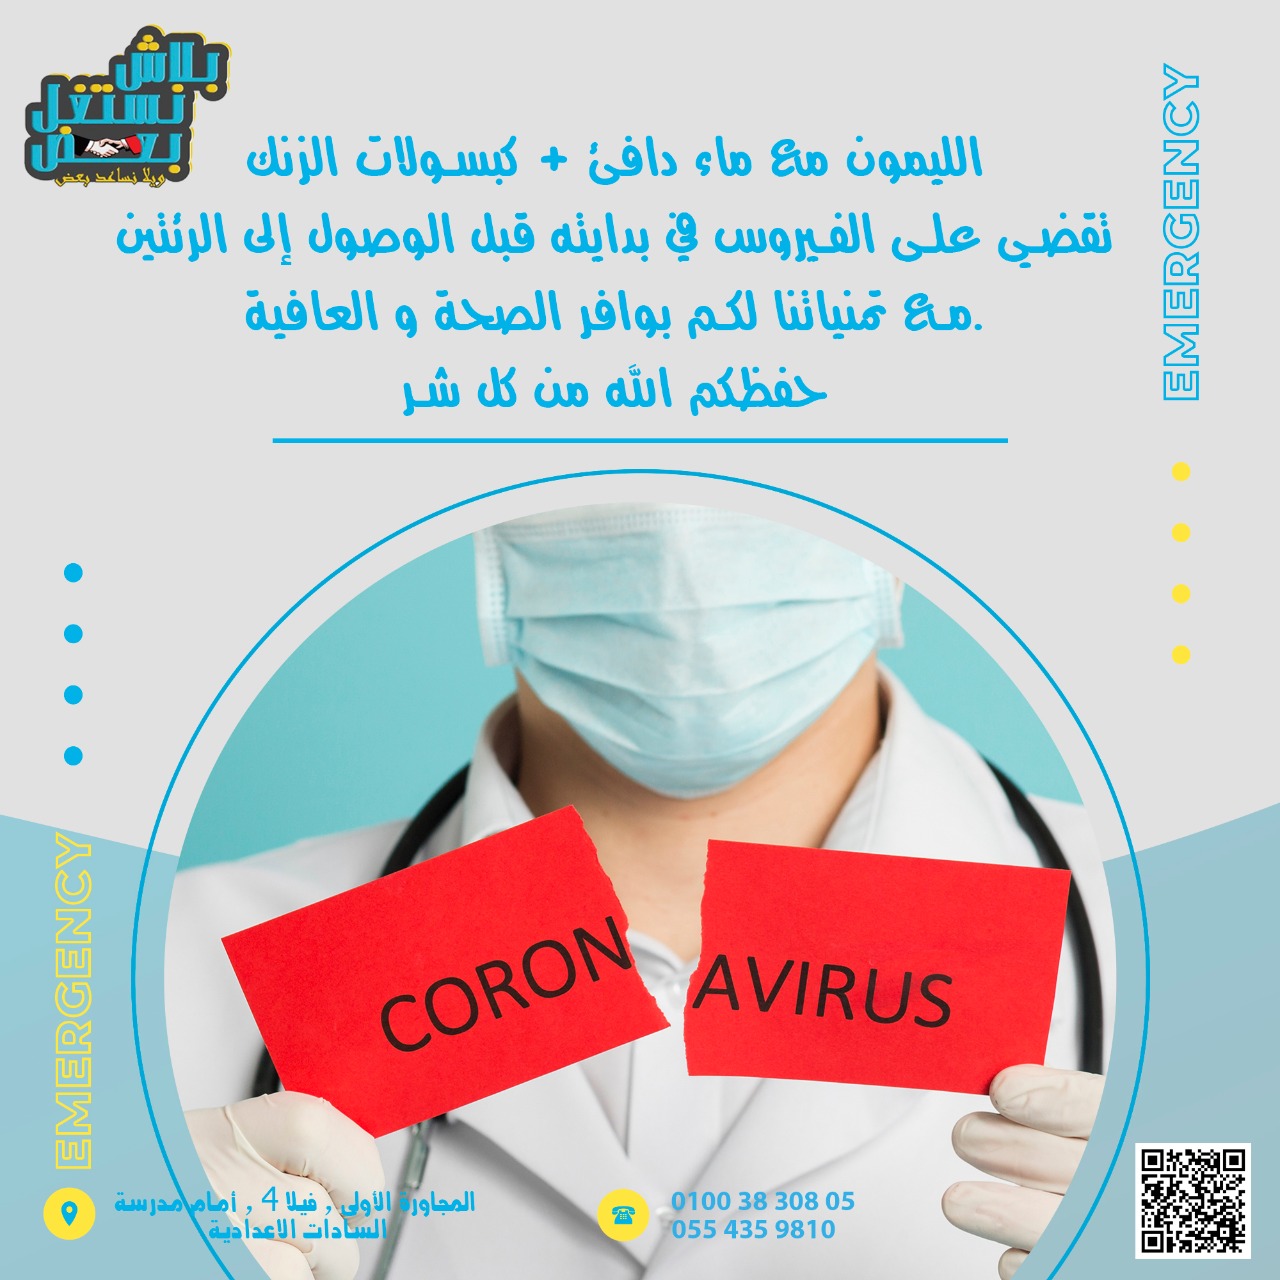 بلاش
نستغل
بعض
ويلا نساعد بعض
الليمون مع ماء دافئ + كبسولات الزنك
تقضي على الفيروس في بدايته قبل الوصول إلى الرئتين
مع تمنياتنا لكم بوافر الصحة و العافية.
حفظكم الله من كل شر
EMERGENCY
CORON
AVIRUS
EMERGENCY
المجاورة الأولى , فيلا 4 , أمام مدرسة
السادات الاعدادية
0100 38 308 05
055 435 9810